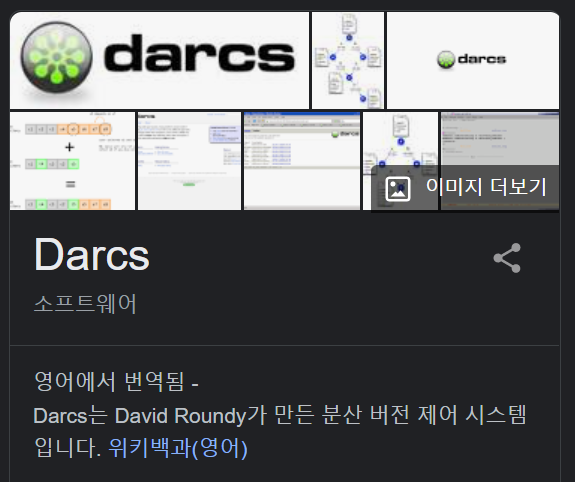 darcs
darcs
darcs
+
=
이미지 더보기
Darcs
소프트웨어
영어에서 번역됨 -
Darcs는 David Roundy가 만든 분산 버전 제어 시스템
입니다. 위키백과(영어)